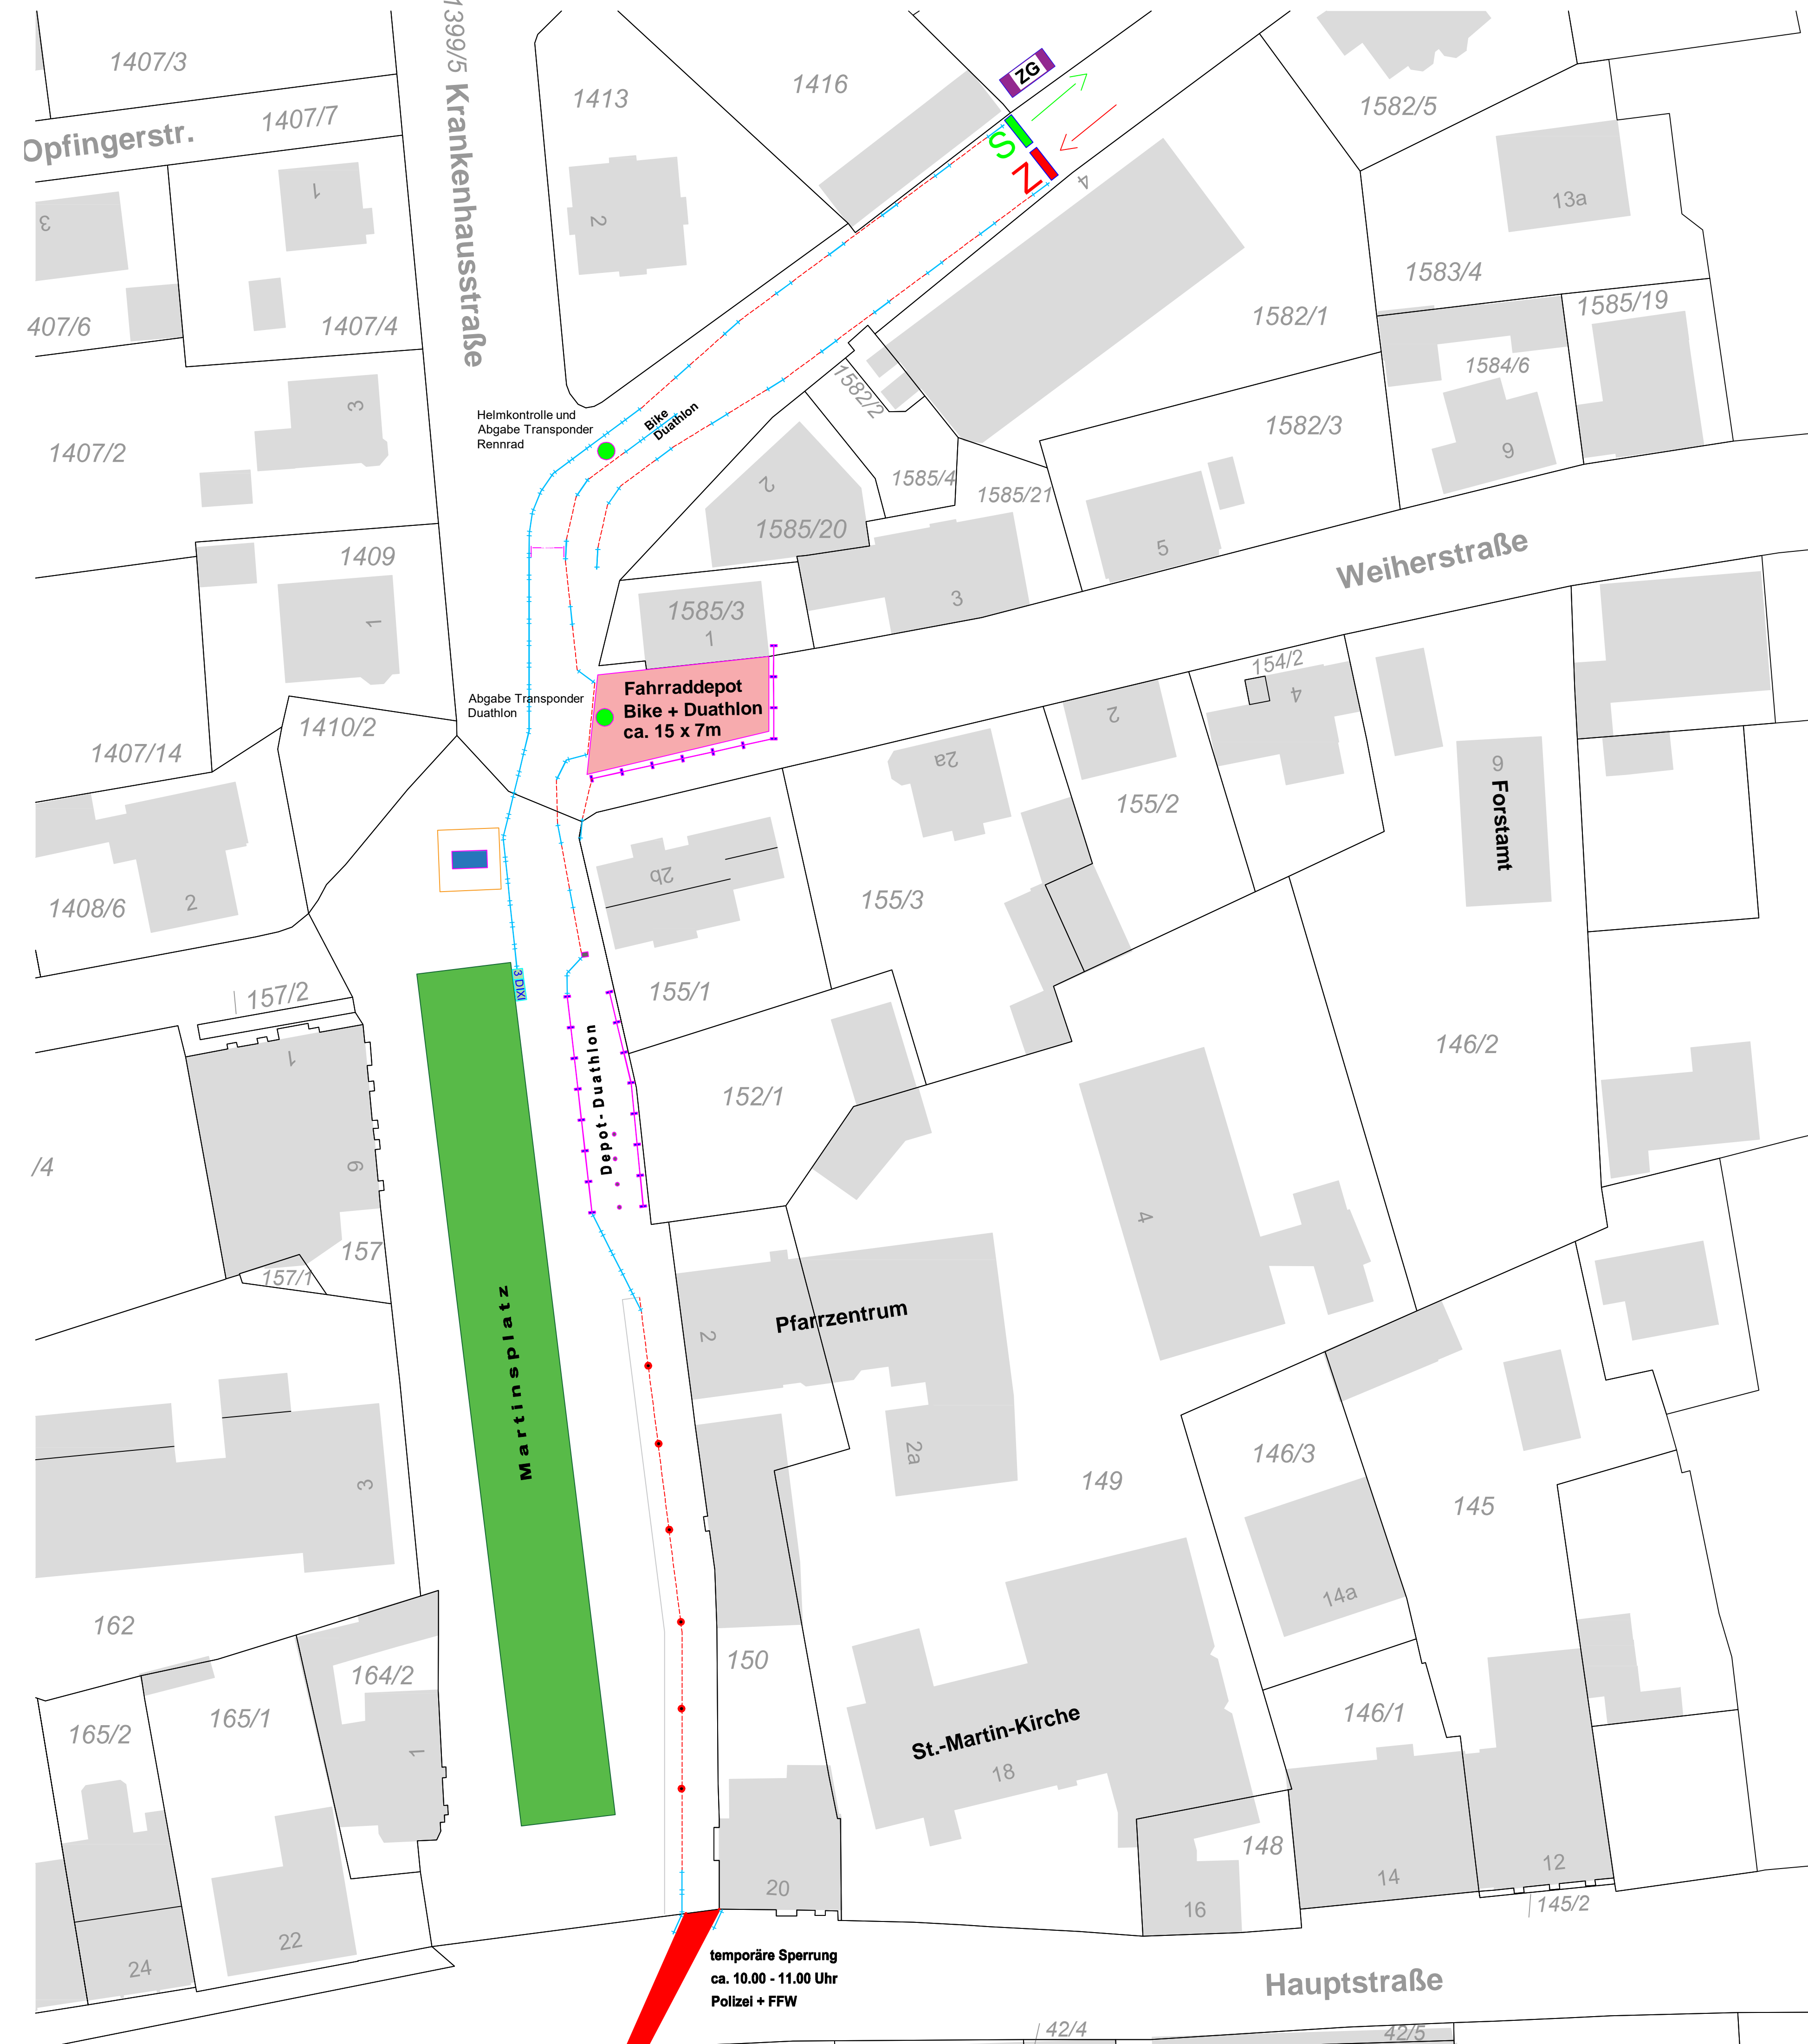 1407/3
1399/5 Krankenhausstraße
1413
1416
ZG
1582/5
Opfingerstr.
1407/7
S
Z
4
13a
3
1
2
1583/4
407/6
1407/4
1582/1
1585/19
1582/2
1584/6
3
Helmkontrolle und
Abgabe Transponder
Rennrad
Bike
Duathlon
1407/2
1582/3
9
2
1585/4
1585/21
1585/20
1409
5
Weiherstraße
1
1585/3
1
3
154/2
4
Abgabe Transponder
Duathlon
Fahrraddepot
Bike + Duathlon
ca. 15 x 7m
1410/2
1407/14
2
2a
6
Forstamt
155/2
2b
1408/6
2
155/3
3 DIXI
157/2
155/1
1
Depot-Duathlon
146/2
152/1
/4
9
4
157
157/1
Martinsplatz
2
Pfarrzentrum
2a
3
149
146/3
145
14a
162
150
164/2
165/2
165/1
1
St.-Martin-Kirche
18
146/1
148
20
16
14
12
145/2
22
24
temporäre Sperrung
ca. 10.00 - 11.00 Uhr
Polizei + FFW
Hauptstraße
42/4
42/5